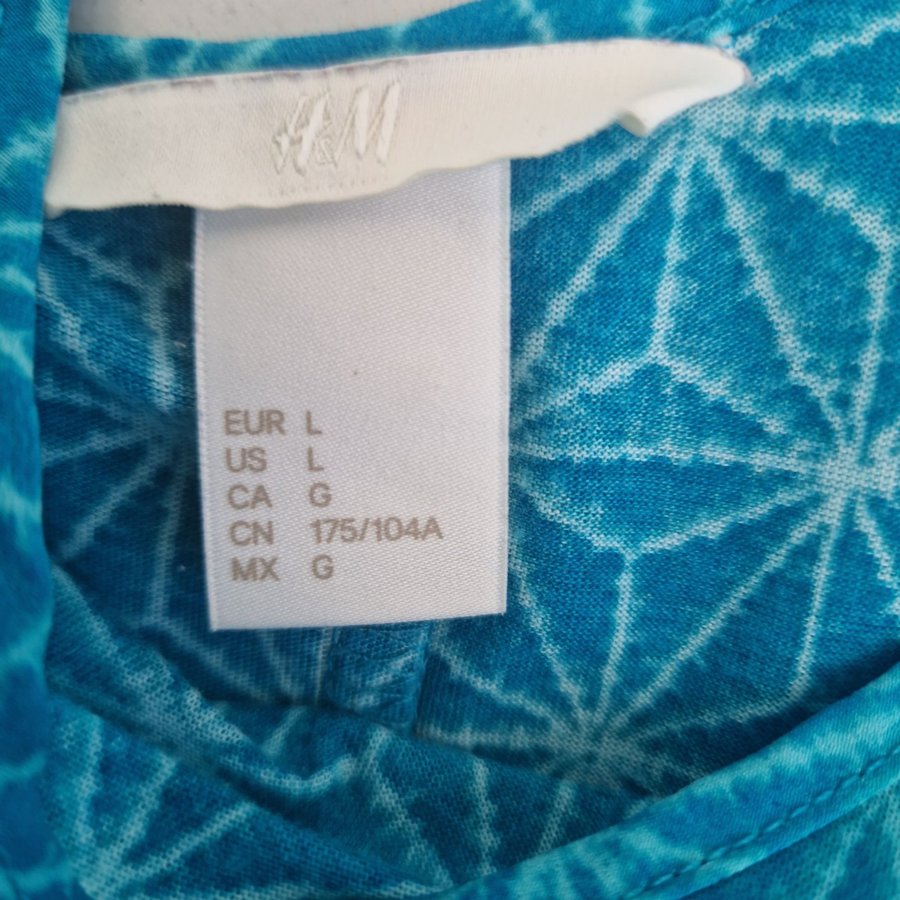 H&M
EUR L
US L
CA G
CN 175/104A
MX G